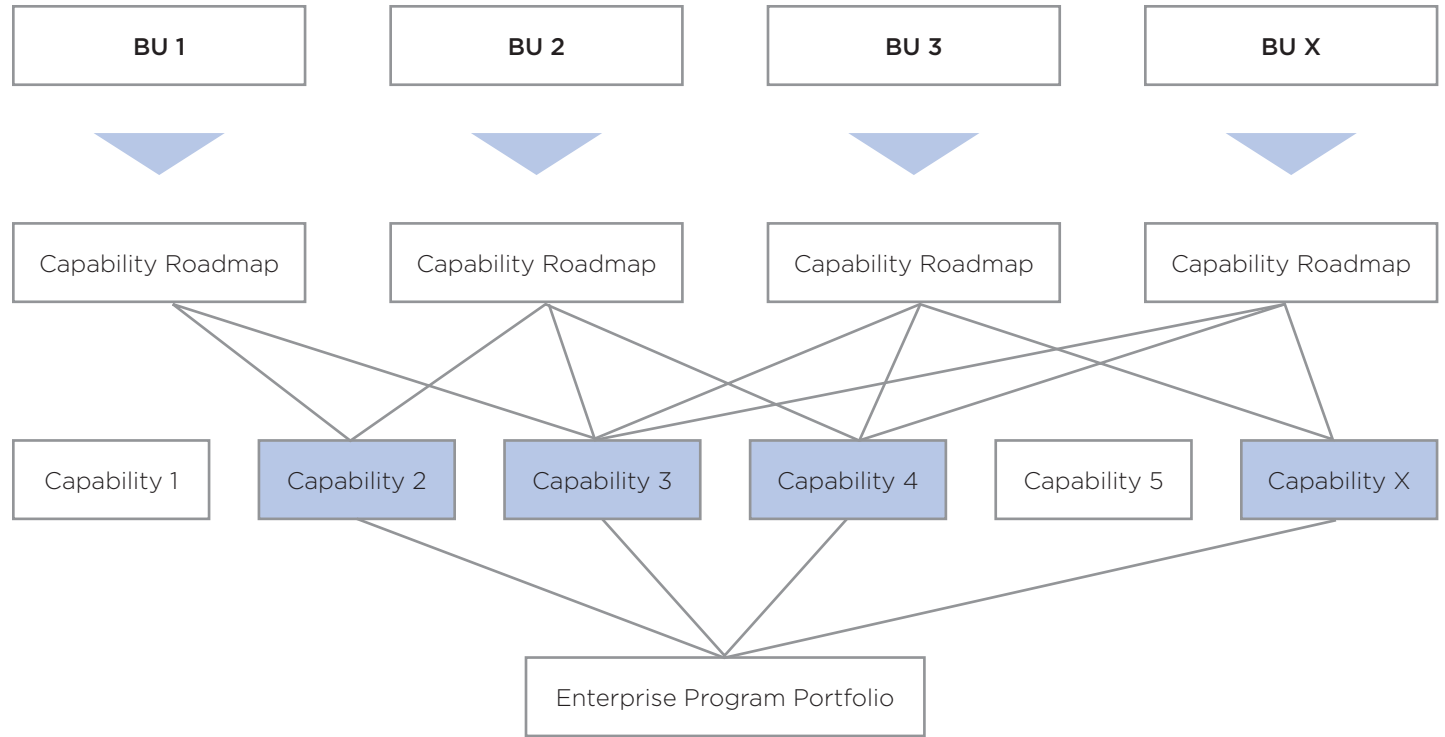 BU 1
BU 2
BU 3
BU X
Capability Roadmap
Capability Roadmap
Capability Roadmap
Capability Roadmap
Capability 1
Capability 2
Capability 3
Capability 4
Capability 5
Capability X
Enterprise Program Portfolio